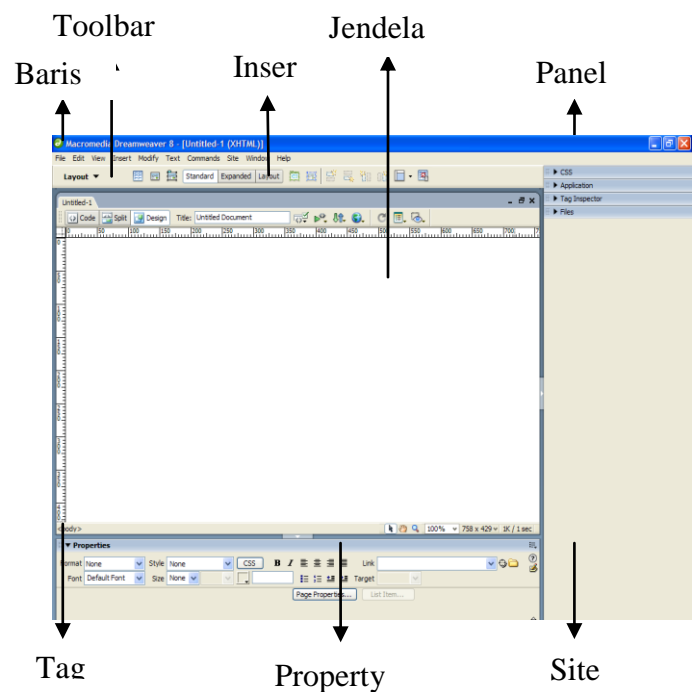 Toolbar
Jendela
Baris
Inser
Panel
Macromedia Dreamweaver 8 - [Untitled-1 (XHTML)]
File Edit View Insert Modify Text Commands Site Window Help
Layout Standard Expanded Layout
CSS
Application
Tag Inspector
Files
Untitled-1
Code Split Design Title: Untitled Document
0 50 100 150 200 250 300 350 400 450 500 550 600 650 700 7
<body> 100% 758 x 429 1K / 1 sec
Properties
Format None Style None CSS B I Link
Font Default Font Size None Target
Page Properties... List Item...
Tag
Property
Site